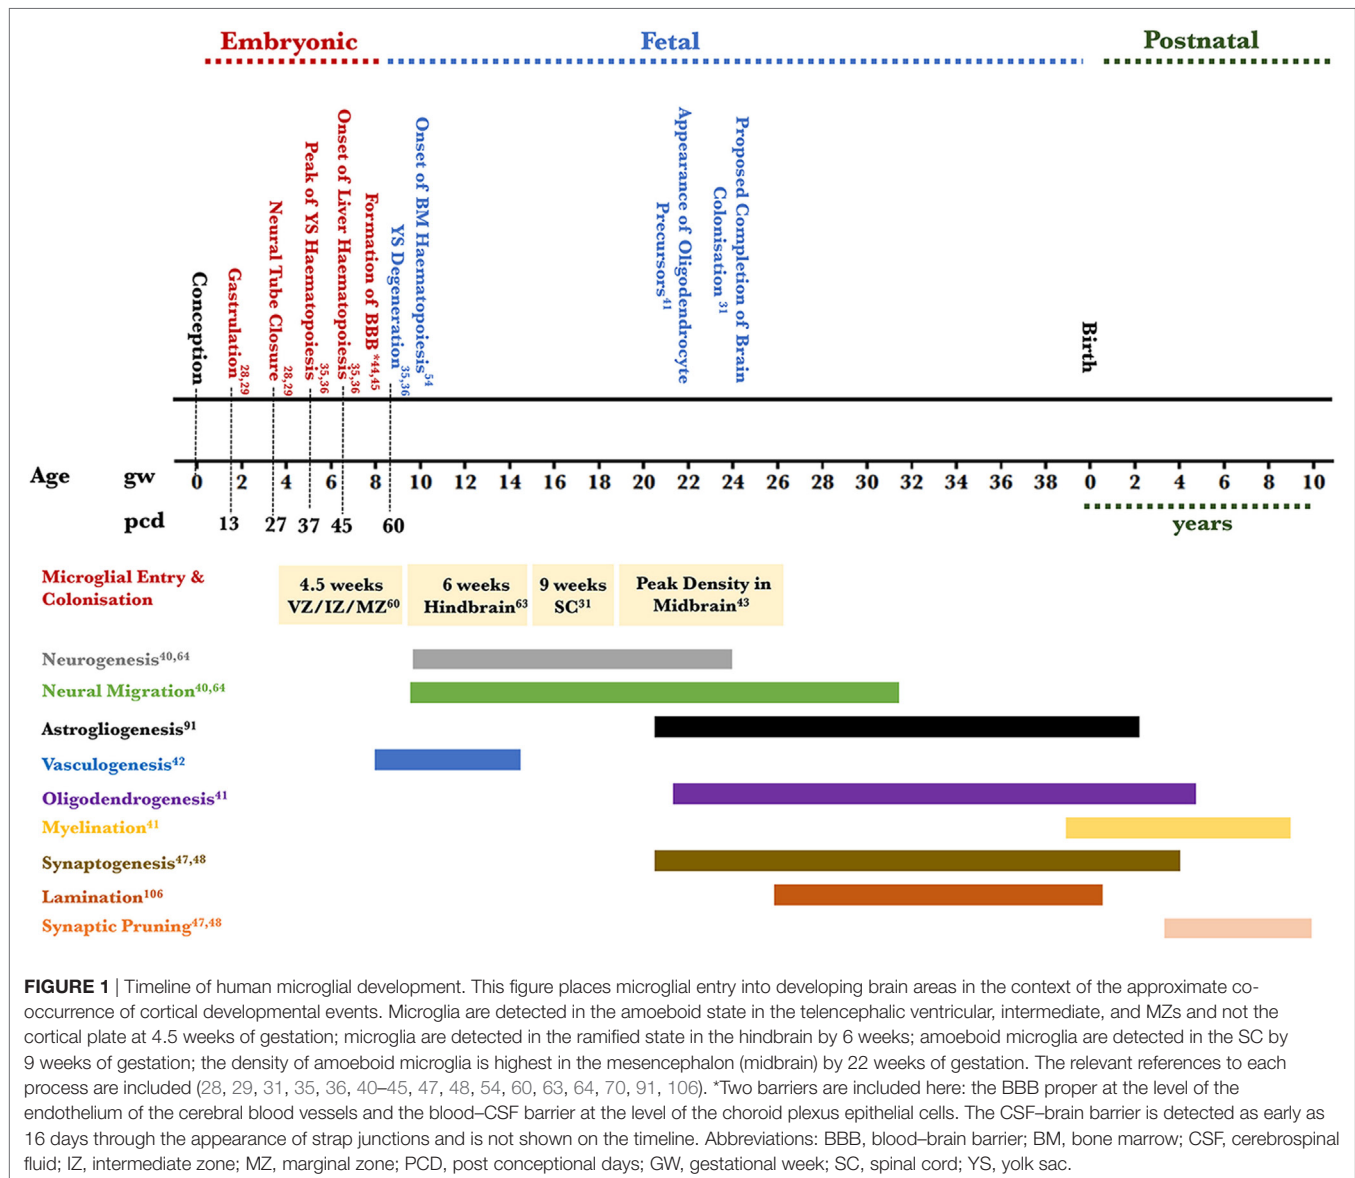 Embryonic
Fetal
Postnatal
Conception
Gastrulation28,29
Neural Tube Closure28,29
Peak of YS Haematopoiesis35,36
Onset of Liver Haematopoiesis35,36
Formation of BBB *44,45
YS Degeneration35,36
Onset of BM Haematopoiesis54
Appearance of Oligodendrocyte
Precursors41
Proposed Completion of Brain
Colonisation 31
Birth
Age gw 0 2 4 6 8 10 12 14 16 18 20 22 24 26 28 30 32 34 36 38 0 2 4 6 8 10
pcd 13 27 37 45 60 years
Microglial Entry &
Colonisation
4.5 weeks
VZ/IZ/MZ60
6 weeks
Hindbrain63
9 weeks
SC31
Peak Density in
Midbrain43
Neurogenesis40,64
Neural Migration40,64
Astrogliogenesis91
Vasculogenesis42
Oligodendrogenesis41
Myelination41
Synaptogenesis47,48
Lamination106
Synaptic Pruning47,48
FIGURE 1 | Timeline of human microglial development. This figure places microglial entry into developing brain areas in the context of the approximate co-
occurrence of cortical developmental events. Microglia are detected in the amoeboid state in the telencephalic ventricular, intermediate, and MZs and not the
cortical plate at 4.5 weeks of gestation; microglia are detected in the ramified state in the hindbrain by 6 weeks; amoeboid microglia are detected in the SC by
9 weeks of gestation; the density of amoeboid microglia is highest in the mesencephalon (midbrain) by 22 weeks of gestation. The relevant references to each
process are included (28, 29, 31, 35, 36, 40–45, 47, 48, 54, 60, 63, 64, 70, 91, 106). *Two barriers are included here: the BBB proper at the level of the
endothelium of the cerebral blood vessels and the blood–CSF barrier at the level of the choroid plexus epithelial cells. The CSF–brain barrier is detected as early as
16 days through the appearance of strap junctions and is not shown on the timeline. Abbreviations: BBB, blood–brain barrier; BM, bone marrow; CSF, cerebrospinal
fluid; IZ, intermediate zone; MZ, marginal zone; PCD, post conceptional days; GW, gestational week; SC, spinal cord; YS, yolk sac.